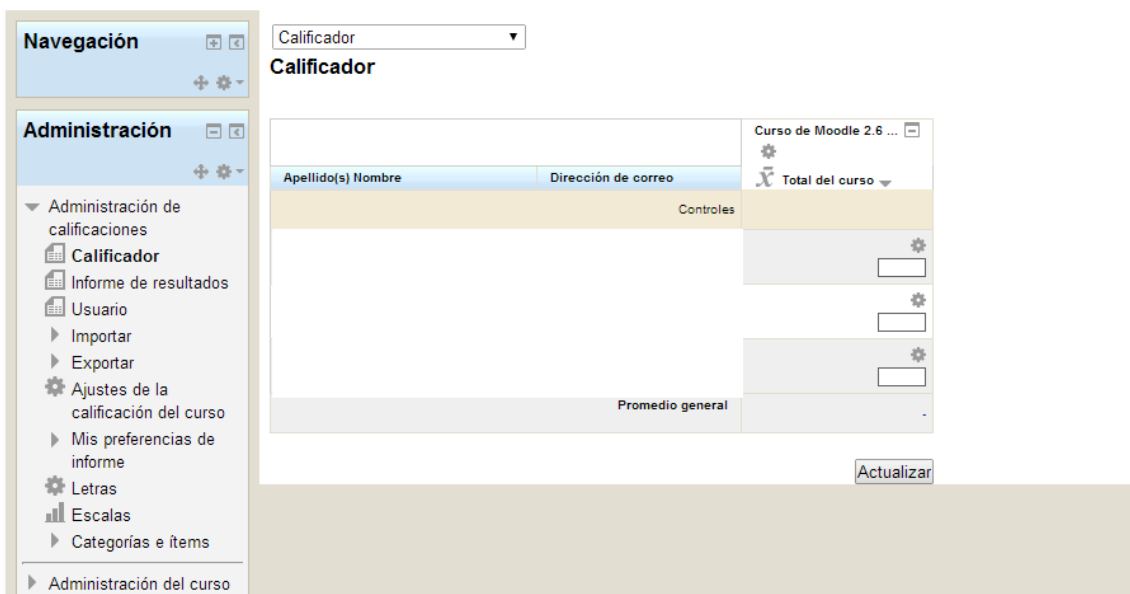 Navegación
Administración
Administración de
calificaciones
Calificador
Informe de resultados
Usuario
Importar
Exportar
Ajustes de la
calificación del curso
Mis preferencias de
informe
Letras
Escalas
Categorías e ítems
Administración del curso
Calificador
Calificador
Curso de Moodle 2.6 ...
Apellido(s) Nombre Dirección de correo x̄ Total del curso
Controles
Promedio general -
Actualizar